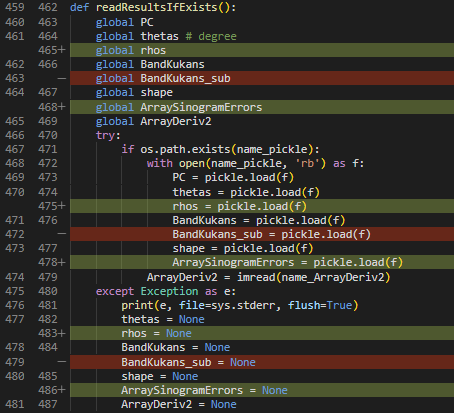 459 462 def readResultsIfExists():
460 463     global PC
461 464     global thetas # degree
    465+    global rhos
462 466     global BandKukans
463    —    global BandKukans_sub
464 467     global shape
    468+    global ArraySinogramErrors
465 469     global ArrayDeriv2
466 470     try:
467 471         if os.path.exists(name_pickle):
468 472             with open(name_pickle, 'rb') as f:
469 473                 PC = pickle.load(f)
470 474                 thetas = pickle.load(f)
    475+                rhos = pickle.load(f)
471 476                 BandKukans = pickle.load(f)
472    —                BandKukans_sub = pickle.load(f)
473 477                 shape = pickle.load(f)
    478+                ArraySinogramErrors = pickle.load(f)
474 479             ArrayDeriv2 = imread(name_ArrayDeriv2)
475 480     except Exception as e:
476 481         print(e, file=sys.stderr, flush=True)
477 482         thetas = None
    483+        rhos = None
478 484         BandKukans = None
479    —        BandKukans_sub = None
480 485         shape = None
    486+        ArraySinogramErrors = None
481 487         ArrayDeriv2 = None